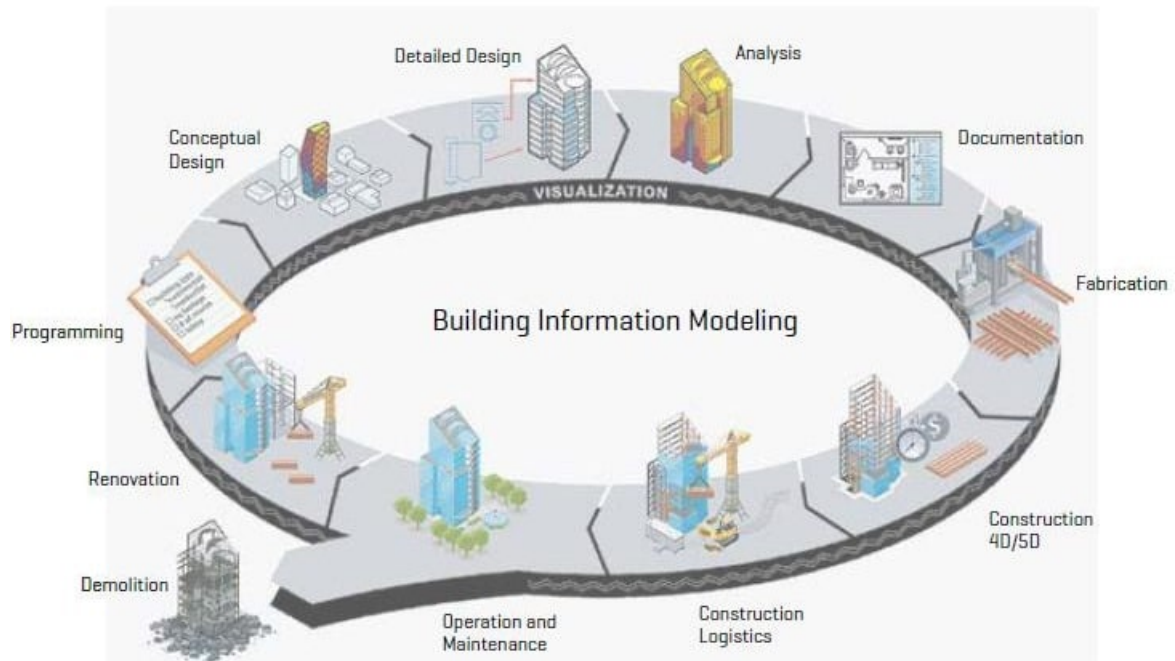 Detailed Design
Analysis
Conceptual
Design
Documentation
VISUALIZATION
Fabrication
Building Information Modeling
Programming
Renovation
Construction
4D/5D
Demolition
Operation and
Maintenance
Construction
Logistics
$